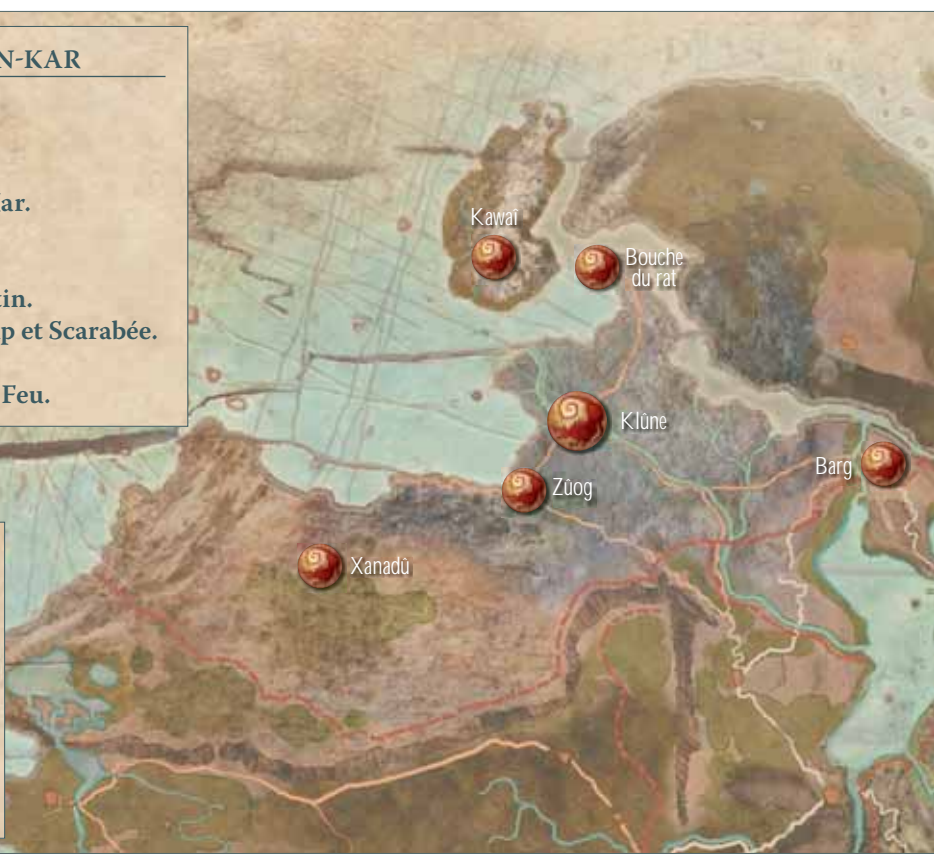 N-KAR
ar.
tin.
p et Scarabée.
Feu.
Kawaï
Bouche
du rat
Klûne
Barg
Zûog
Xanadû